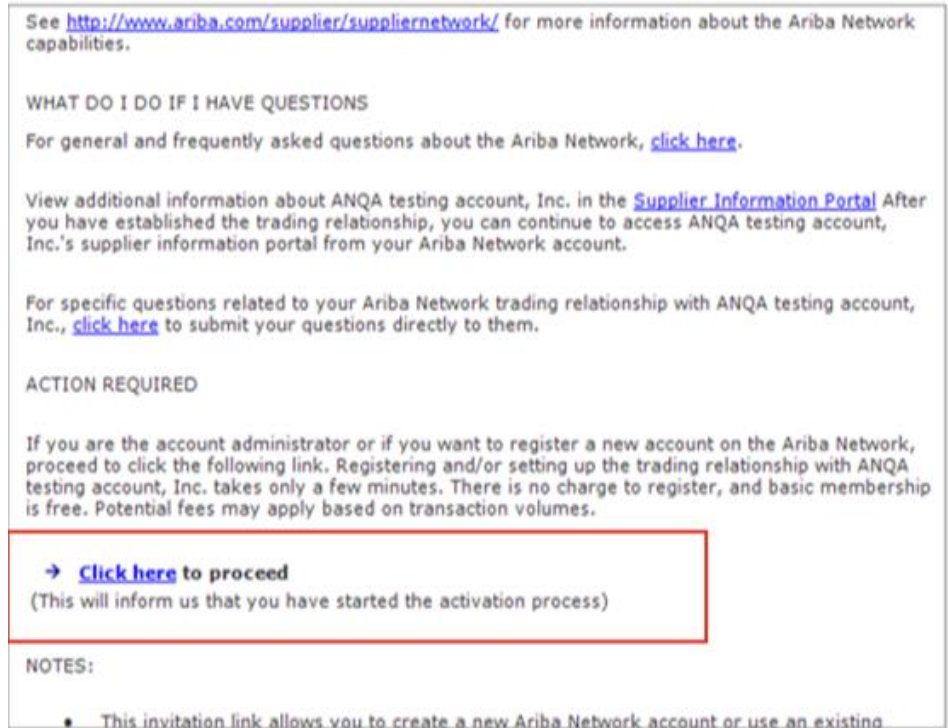 See http://www.ariba.com/supplier/suppliernetwork/ for more information about the Ariba Network
capabilities.
WHAT DO I DO IF I HAVE QUESTIONS
For general and frequently asked questions about the Ariba Network, click here.
View additional information about ANQA testing account, Inc. in the Supplier Information Portal After
you have established the trading relationship, you can continue to access ANQA testing account,
Inc.'s supplier information portal from your Ariba Network account.
For specific questions related to your Ariba Network trading relationship with ANQA testing account,
Inc., click here to submit your questions directly to them.
ACTION REQUIRED
If you are the account administrator or if you want to register a new account on the Ariba Network,
proceed to click the following link. Registering and/or setting up the trading relationship with ANQA
testing account, Inc. takes only a few minutes. There is no charge to register, and basic membership
is free. Potential fees may apply based on transaction volumes.
→ Click here to proceed
(This will inform us that you have started the activation process)
NOTES:
• This invitation link allows you to create a new Ariba Network account or use an existing